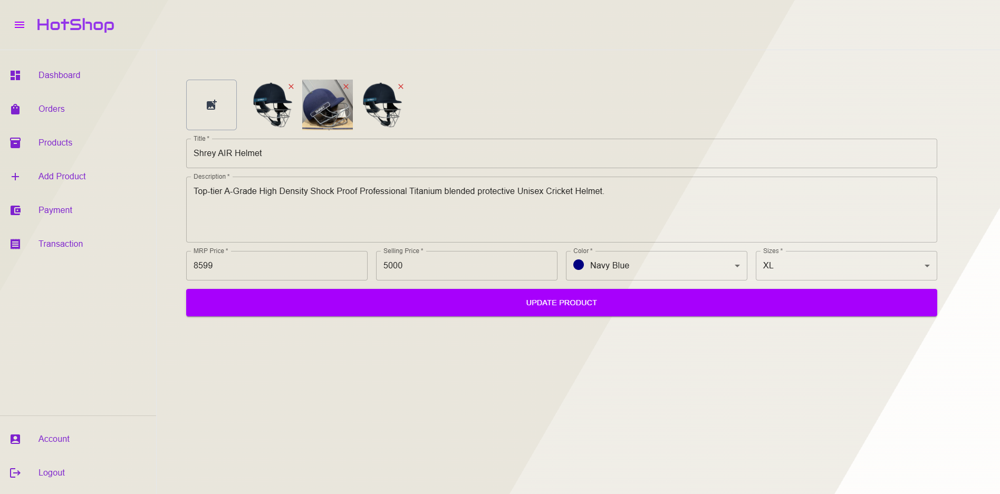 HotShop
Dashboard
Orders
Products
Add Product
Payment
Transaction
Account
Logout
SHREY
Title *
Shrey AIR Helmet
Description *
Top-tier A-Grade High Density Shock Proof Professional Titanium blended protective Unisex Cricket Helmet.
MRP Price *
8599
Selling Price *
5000
Color *
Navy Blue
Sizes *
XL
UPDATE PRODUCT